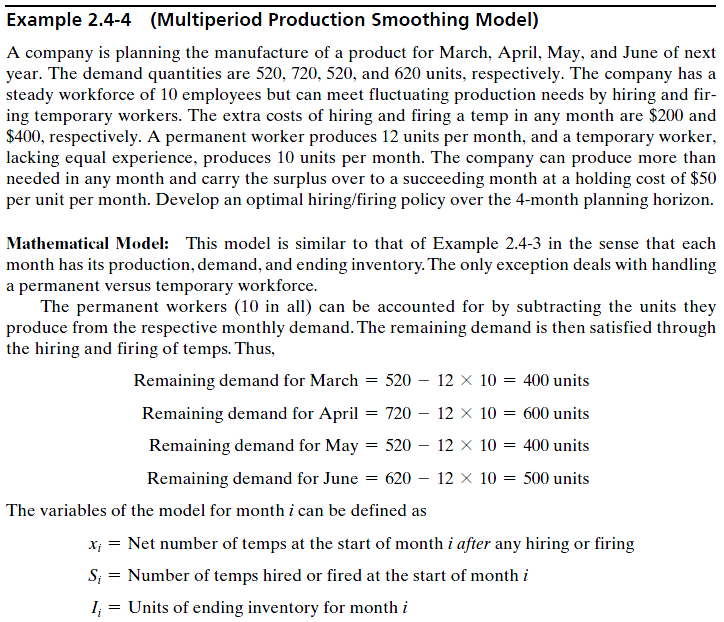 Example 2.4-4 (Multiperiod Production Smoothing Model)
A company is planning the manufacture of a product for March, April, May, and June of next
year. The demand quantities are 520, 720, 520, and 620 units, respectively. The company has a
steady workforce of 10 employees but can meet fluctuating production needs by hiring and fir-
ing temporary workers. The extra costs of hiring and firing a temp in any month are $200 and
$400, respectively. A permanent worker produces 12 units per month, and a temporary worker,
lacking equal experience, produces 10 units per month. The company can produce more than
needed in any month and carry the surplus over to a succeeding month at a holding cost of $50
per unit per month. Develop an optimal hiring/firing policy over the 4-month planning horizon.
Mathematical Model: This model is similar to that of Example 2.4-3 in the sense that each
month has its production, demand, and ending inventory. The only exception deals with handling
a permanent versus temporary workforce.
The permanent workers (10 in all) can be accounted for by subtracting the units they
produce from the respective monthly demand. The remaining demand is then satisfied through
the hiring and firing of temps. Thus,
Remaining demand for March = 520 − 12 × 10 = 400 units
Remaining demand for April = 720 − 12 × 10 = 600 units
Remaining demand for May = 520 − 12 × 10 = 400 units
Remaining demand for June = 620 − 12 × 10 = 500 units
The variables of the model for month i can be defined as
xᵢ = Net number of temps at the start of month i after any hiring or firing
Sᵢ = Number of temps hired or fired at the start of month i
Iᵢ = Units of ending inventory for month i